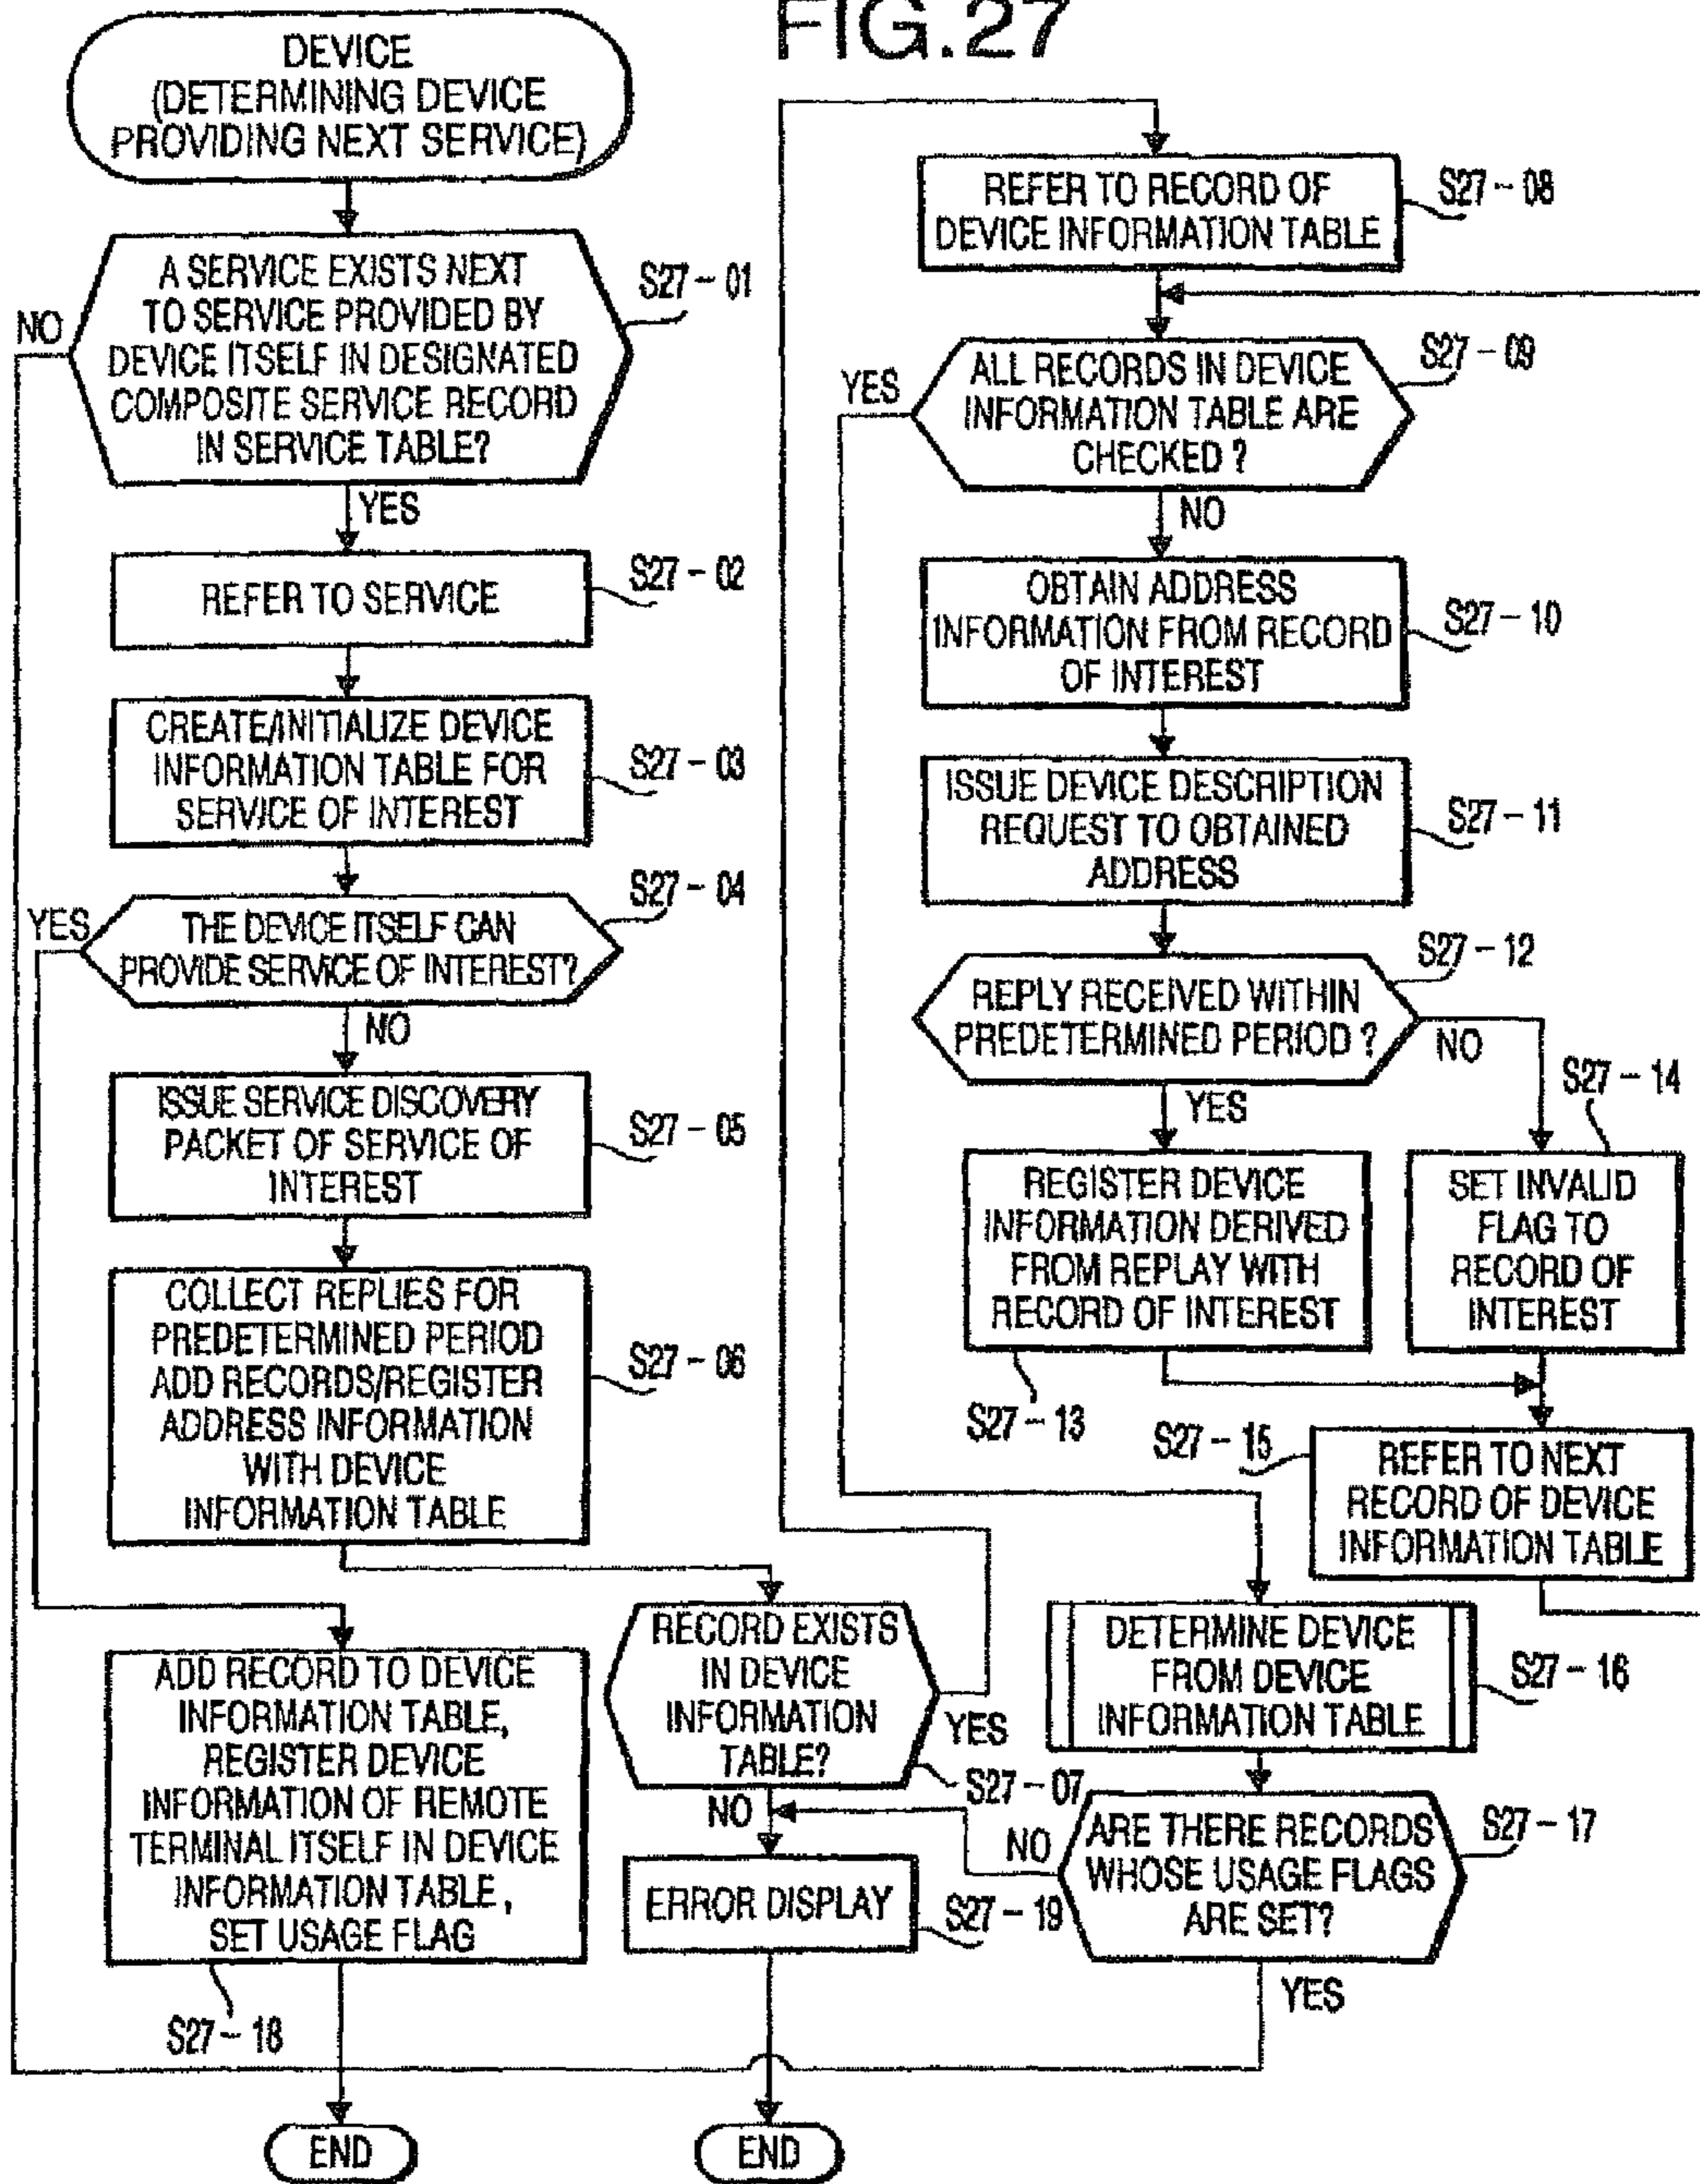 FIG.27
DEVICE
(DETERMINING DEVICE
PROVIDING NEXT SERVICE)
A SERVICE EXISTS NEXT
TO SERVICE PROVIDED BY
DEVICE ITSELF IN DESIGNATED
COMPOSITE SERVICE RECORD
IN SERVICE TABLE?
S27-01
NO
YES
REFER TO SERVICE
S27-02
CREATE/INITIALIZE DEVICE
INFORMATION TABLE FOR
SERVICE OF INTEREST
S27-03
THE DEVICE ITSELF CAN
PROVIDE SERVICE OF INTEREST?
S27-04
YES
NO
ISSUE SERVICE DISCOVERY
PACKET OF SERVICE OF
INTEREST
S27-05
COLLECT REPLIES FOR
PREDETERMINED PERIOD
ADD RECORDS/REGISTER
ADDRESS INFORMATION
WITH DEVICE
INFORMATION TABLE
S27-06
ADD RECORD TO DEVICE
INFORMATION TABLE,
REGISTER DEVICE
INFORMATION OF REMOTE
TERMINAL ITSELF IN DEVICE
INFORMATION TABLE,
SET USAGE FLAG
S27-18
END
RECORD EXISTS
IN DEVICE
INFORMATION
TABLE?
YES
S27-07
NO
ERROR DISPLAY
S27-19
END
REFER TO RECORD OF
DEVICE INFORMATION TABLE
S27-08
ALL RECORDS IN DEVICE
INFORMATION TABLE ARE
CHECKED ?
S27-09
YES
NO
OBTAIN ADDRESS
INFORMATION FROM RECORD
OF INTEREST
S27-10
ISSUE DEVICE DESCRIPTION
REQUEST TO OBTAINED
ADDRESS
S27-11
REPLY RECEIVED WITHIN
PREDETERMINED PERIOD ?
S27-12
NO
YES
REGISTER DEVICE
INFORMATION DERIVED
FROM REPLAY WITH
RECORD OF INTEREST
S27-13
SET INVALID
FLAG TO
RECORD OF
INTEREST
S27-14
REFER TO NEXT
RECORD OF DEVICE
INFORMATION TABLE
S27-15
DETERMINE DEVICE
FROM DEVICE
INFORMATION TABLE
S27-16
ARE THERE RECORDS
WHOSE USAGE FLAGS
ARE SET?
S27-17
NO
YES